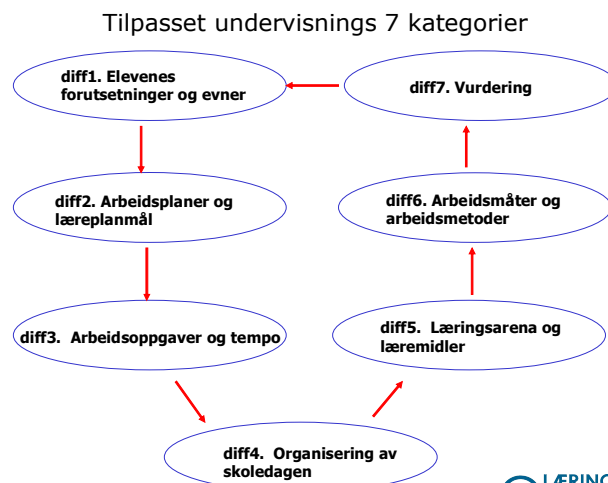 Tilpasset undervisnings 7 kategorier
diff1. Elevenes
forutsetninger og evner
diff2. Arbeidsplaner og
læreplanmål
diff3. Arbeidsoppgaver og tempo
diff4. Organisering av
skoledagen
diff5. Læringsarena og
læremidler
diff6. Arbeidsmåter og
arbeidsmetoder
diff7. Vurdering
LÆRING